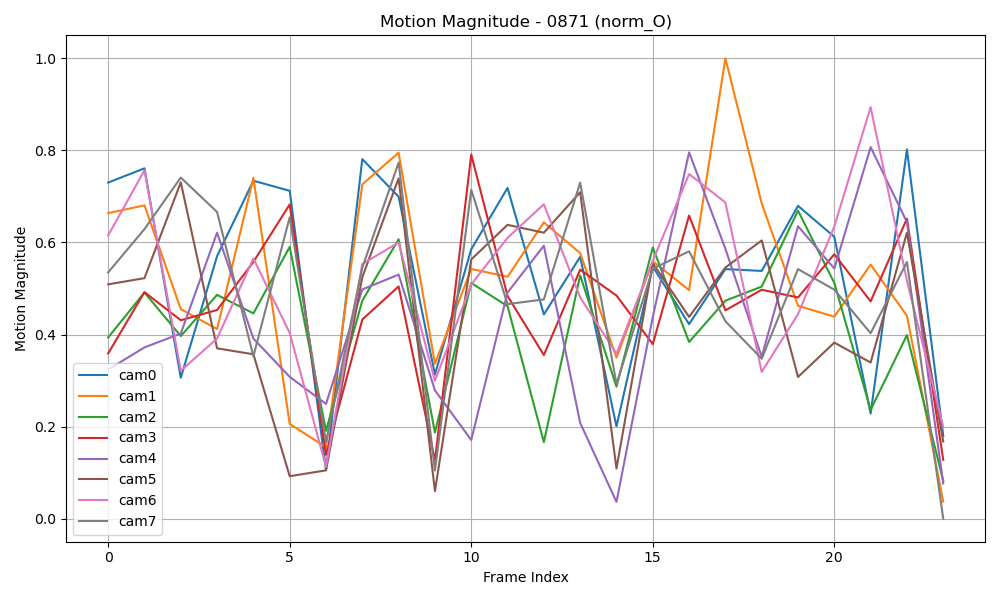 Motion Magnitude - 0871 (norm_O)
Motion Magnitude
1.0
0.8
0.6
0.4
0.2
0.0
cam0
cam1
cam2
cam3
cam4
cam5
cam6
cam7
0 5 10 15 20
Frame Index